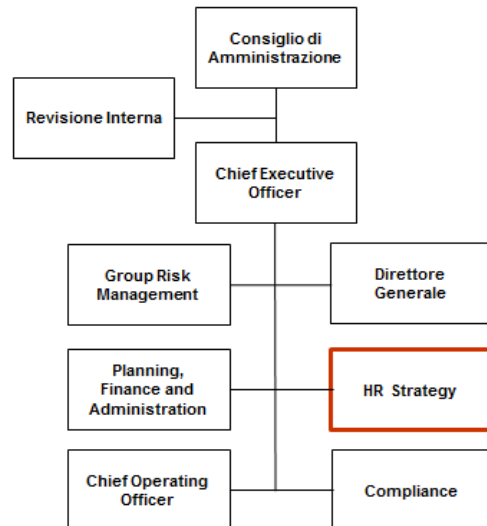 Consiglio di
Amministrazione
Revisione Interna
Chief Executive
Officer
Group Risk
Management
Direttore
Generale
Planning,
Finance and
Administration
HR Strategy
Chief Operating
Officer
Compliance